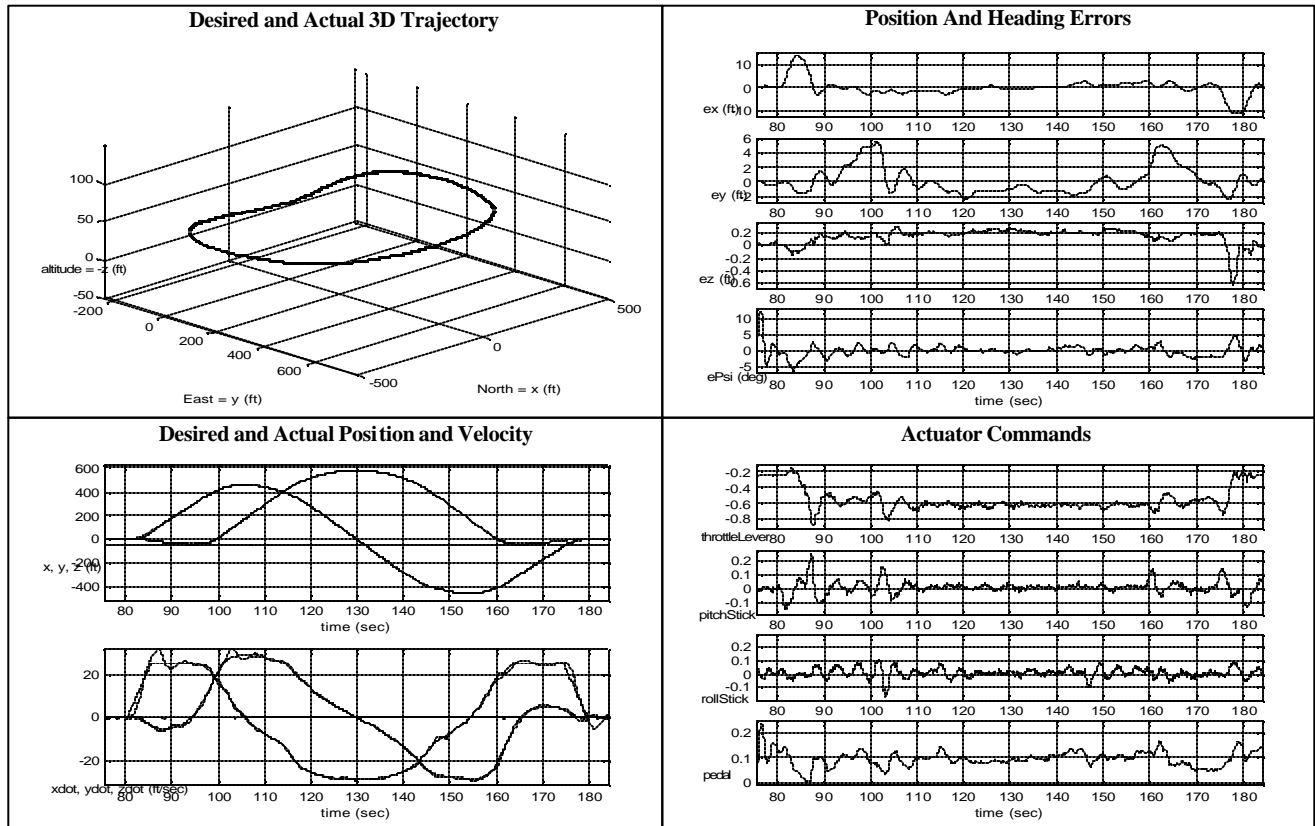 Desired and Actual 3D Trajectory
100
50
0
altitude = -z (ft)
-50
-200
0
200
400
600
-500
0
500
East = y (ft)
North = x (ft)
Position And Heading Errors
10
0
ex (ft)
10
80 90 100 110 120 130 140 150 160 170 180
6
4
2
0
ey (ft)
2
80 90 100 110 120 130 140 150 160 170 180
0.2
0
-0.2
-0.4
ez (ft)
0.6
80 90 100 110 120 130 140 150 160 170 180
10
5
0
-5
ePsi (deg)
80 90 100 110 120 130 140 150 160 170 180
time (sec)
Desired and Actual Position and Velocity
600
400
200
0
-200
x, y, z (ft)
-400
80 90 100 110 120 130 140 150 160 170 180
time (sec)
20
0
-20
xdot, ydot, zdot (ft/sec)
80 90 100 110 120 130 140 150 160 170 180
time (sec)
Actuator Commands
-0.2
-0.4
-0.6
-0.8
throttleLever
80 90 100 110 120 130 140 150 160 170 180
0.2
0.1
0
-0.1
pitchStick
80 90 100 110 120 130 140 150 160 170 180
0.2
0.1
0
-0.1
rollStick
80 90 100 110 120 130 140 150 160 170 180
0.2
0.1
pedal
0
80 90 100 110 120 130 140 150 160 170 180
time (sec)